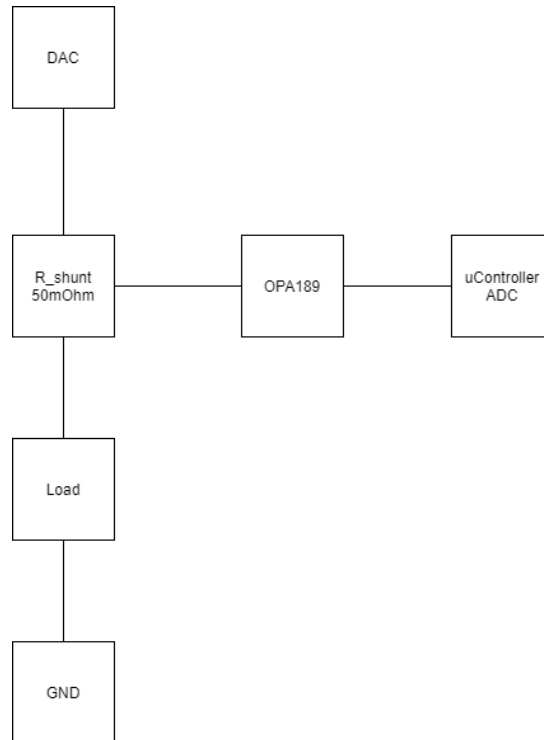 DAC
R_shunt
50mOhm
OPA189
uController
ADC
Load
GND